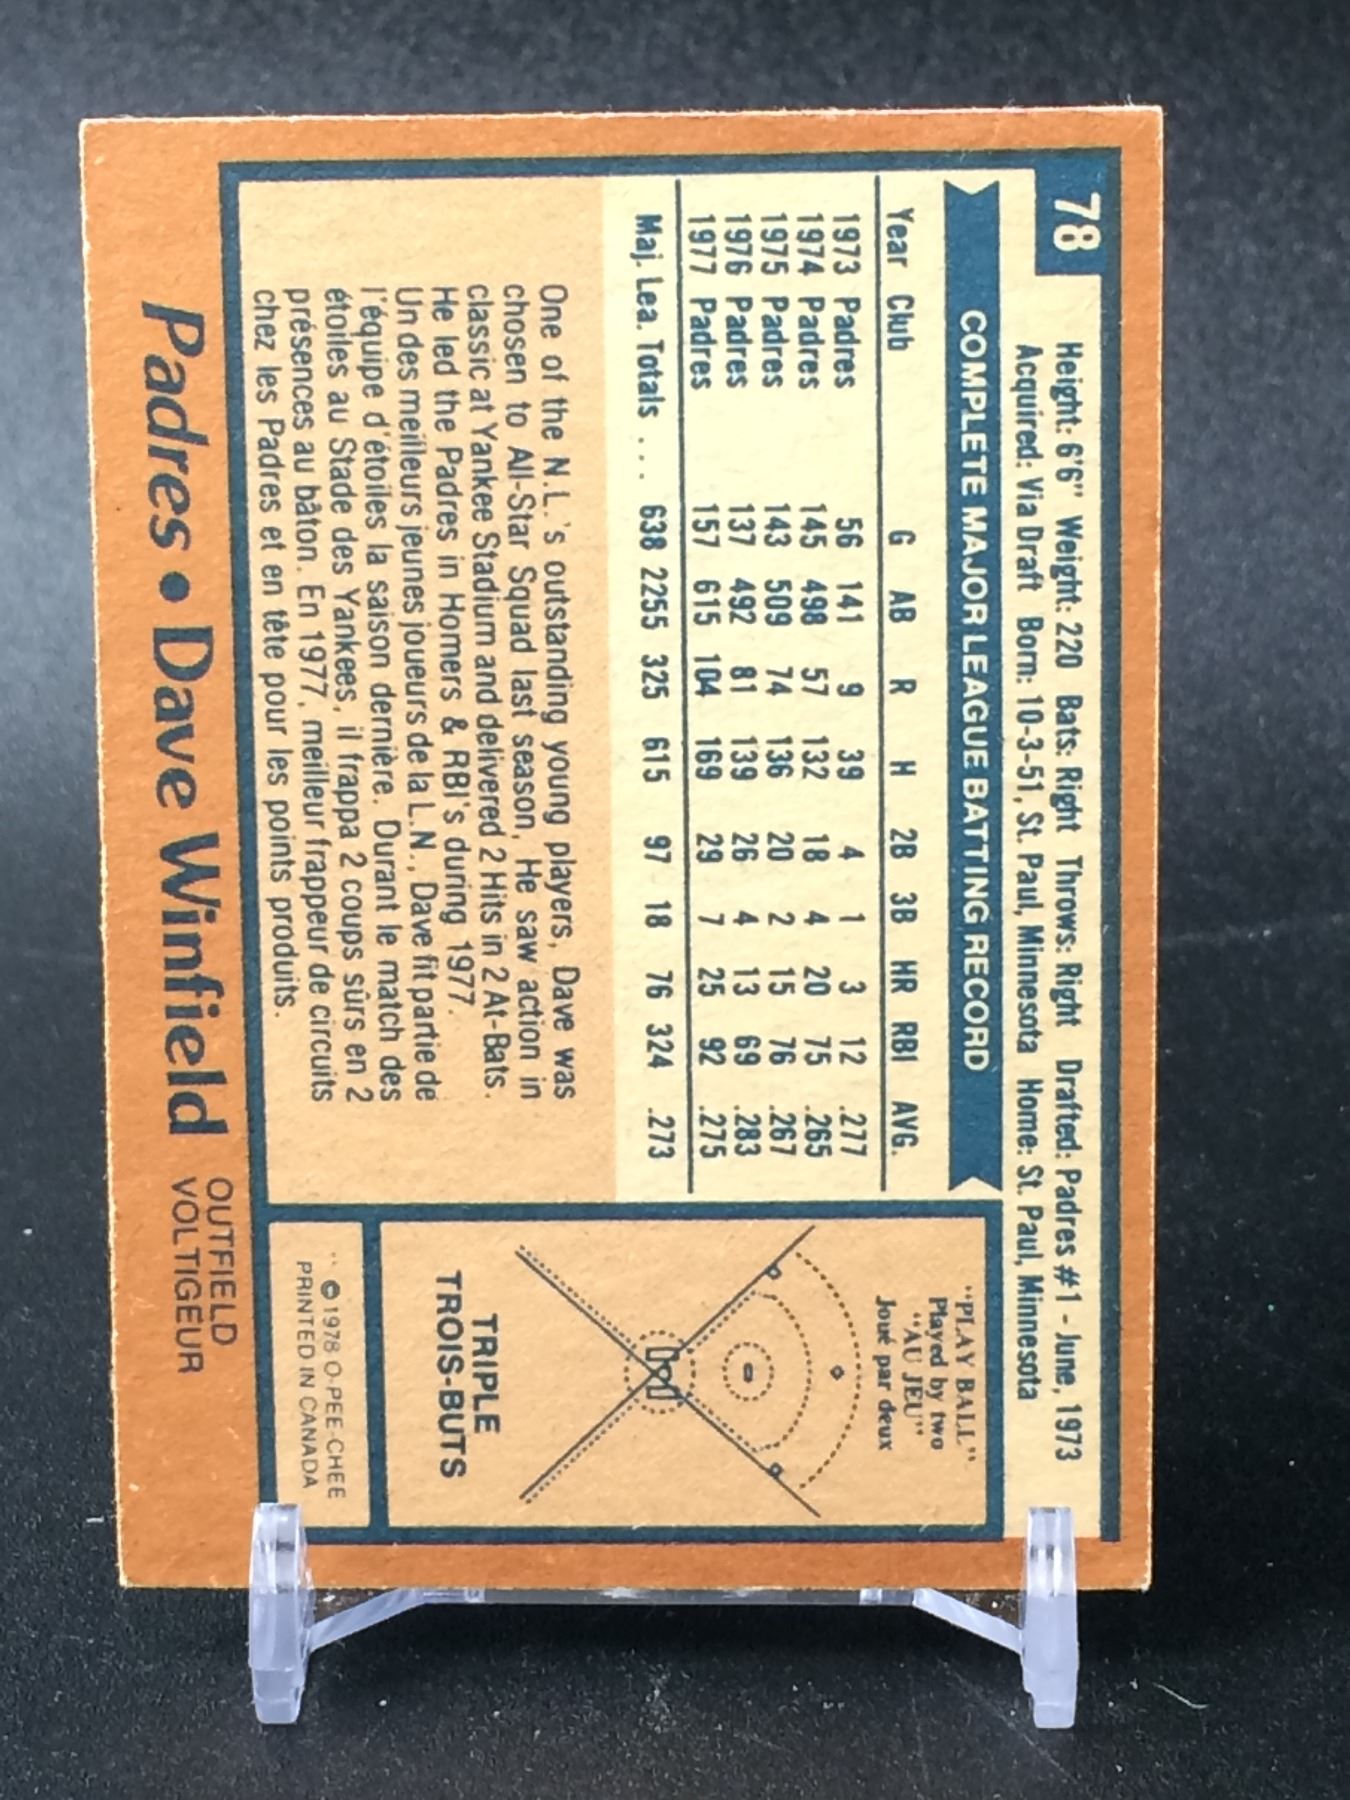 78
Height: 6'6" Weight: 220 Bats: Right Throws: Right Drafted: Padres #1 - June, 1973
Acquired: Via Draft Born: 10-3-51, St. Paul, Minnesota Home: St. Paul, Minnesota
COMPLETE MAJOR LEAGUE BATTING RECORD
Year Club G AB R H 2B 3B HR RBI AVG.
1973 Padres 56 141 9 39 4 1 3 12 .277
1974 Padres 145 498 57 132 18 4 20 75 .265
1975 Padres 143 509 74 136 20 2 15 76 .267
1976 Padres 137 492 81 139 26 4 13 69 .283
1977 Padres 157 615 104 169 29 7 25 92 .275
Maj. Lea. Totals . . . 638 2255 325 615 97 18 76 324 .273
One of the N.L.'s outstanding young players, Dave was
chosen to All-Star Squad last season, He saw action in
classic at Yankee Stadium and delivered 2 Hits in 2 At-Bats.
He led the Padres in Homers & RBI's during 1977.
Un des meilleurs jeunes joueurs de la L.N., Dave fit partie de
l'équipe d'étoiles la saison dernière. Durant le match des
étoiles au Stade des Yankees, il frappa 2 coups sûrs en 2
présences au bâton. En 1977, meilleur frappeur de circuits
chez les Padres et en tête pour les points produits.
"PLAY BALL"
Played by two
"AU JEU"
Joué par deux
TRIPLE
TROIS-BUTS
© 1978 O-PEE-CHEE
PRINTED IN CANADA
Padres • Dave Winfield
OUTFIELD
VOLTIGEUR